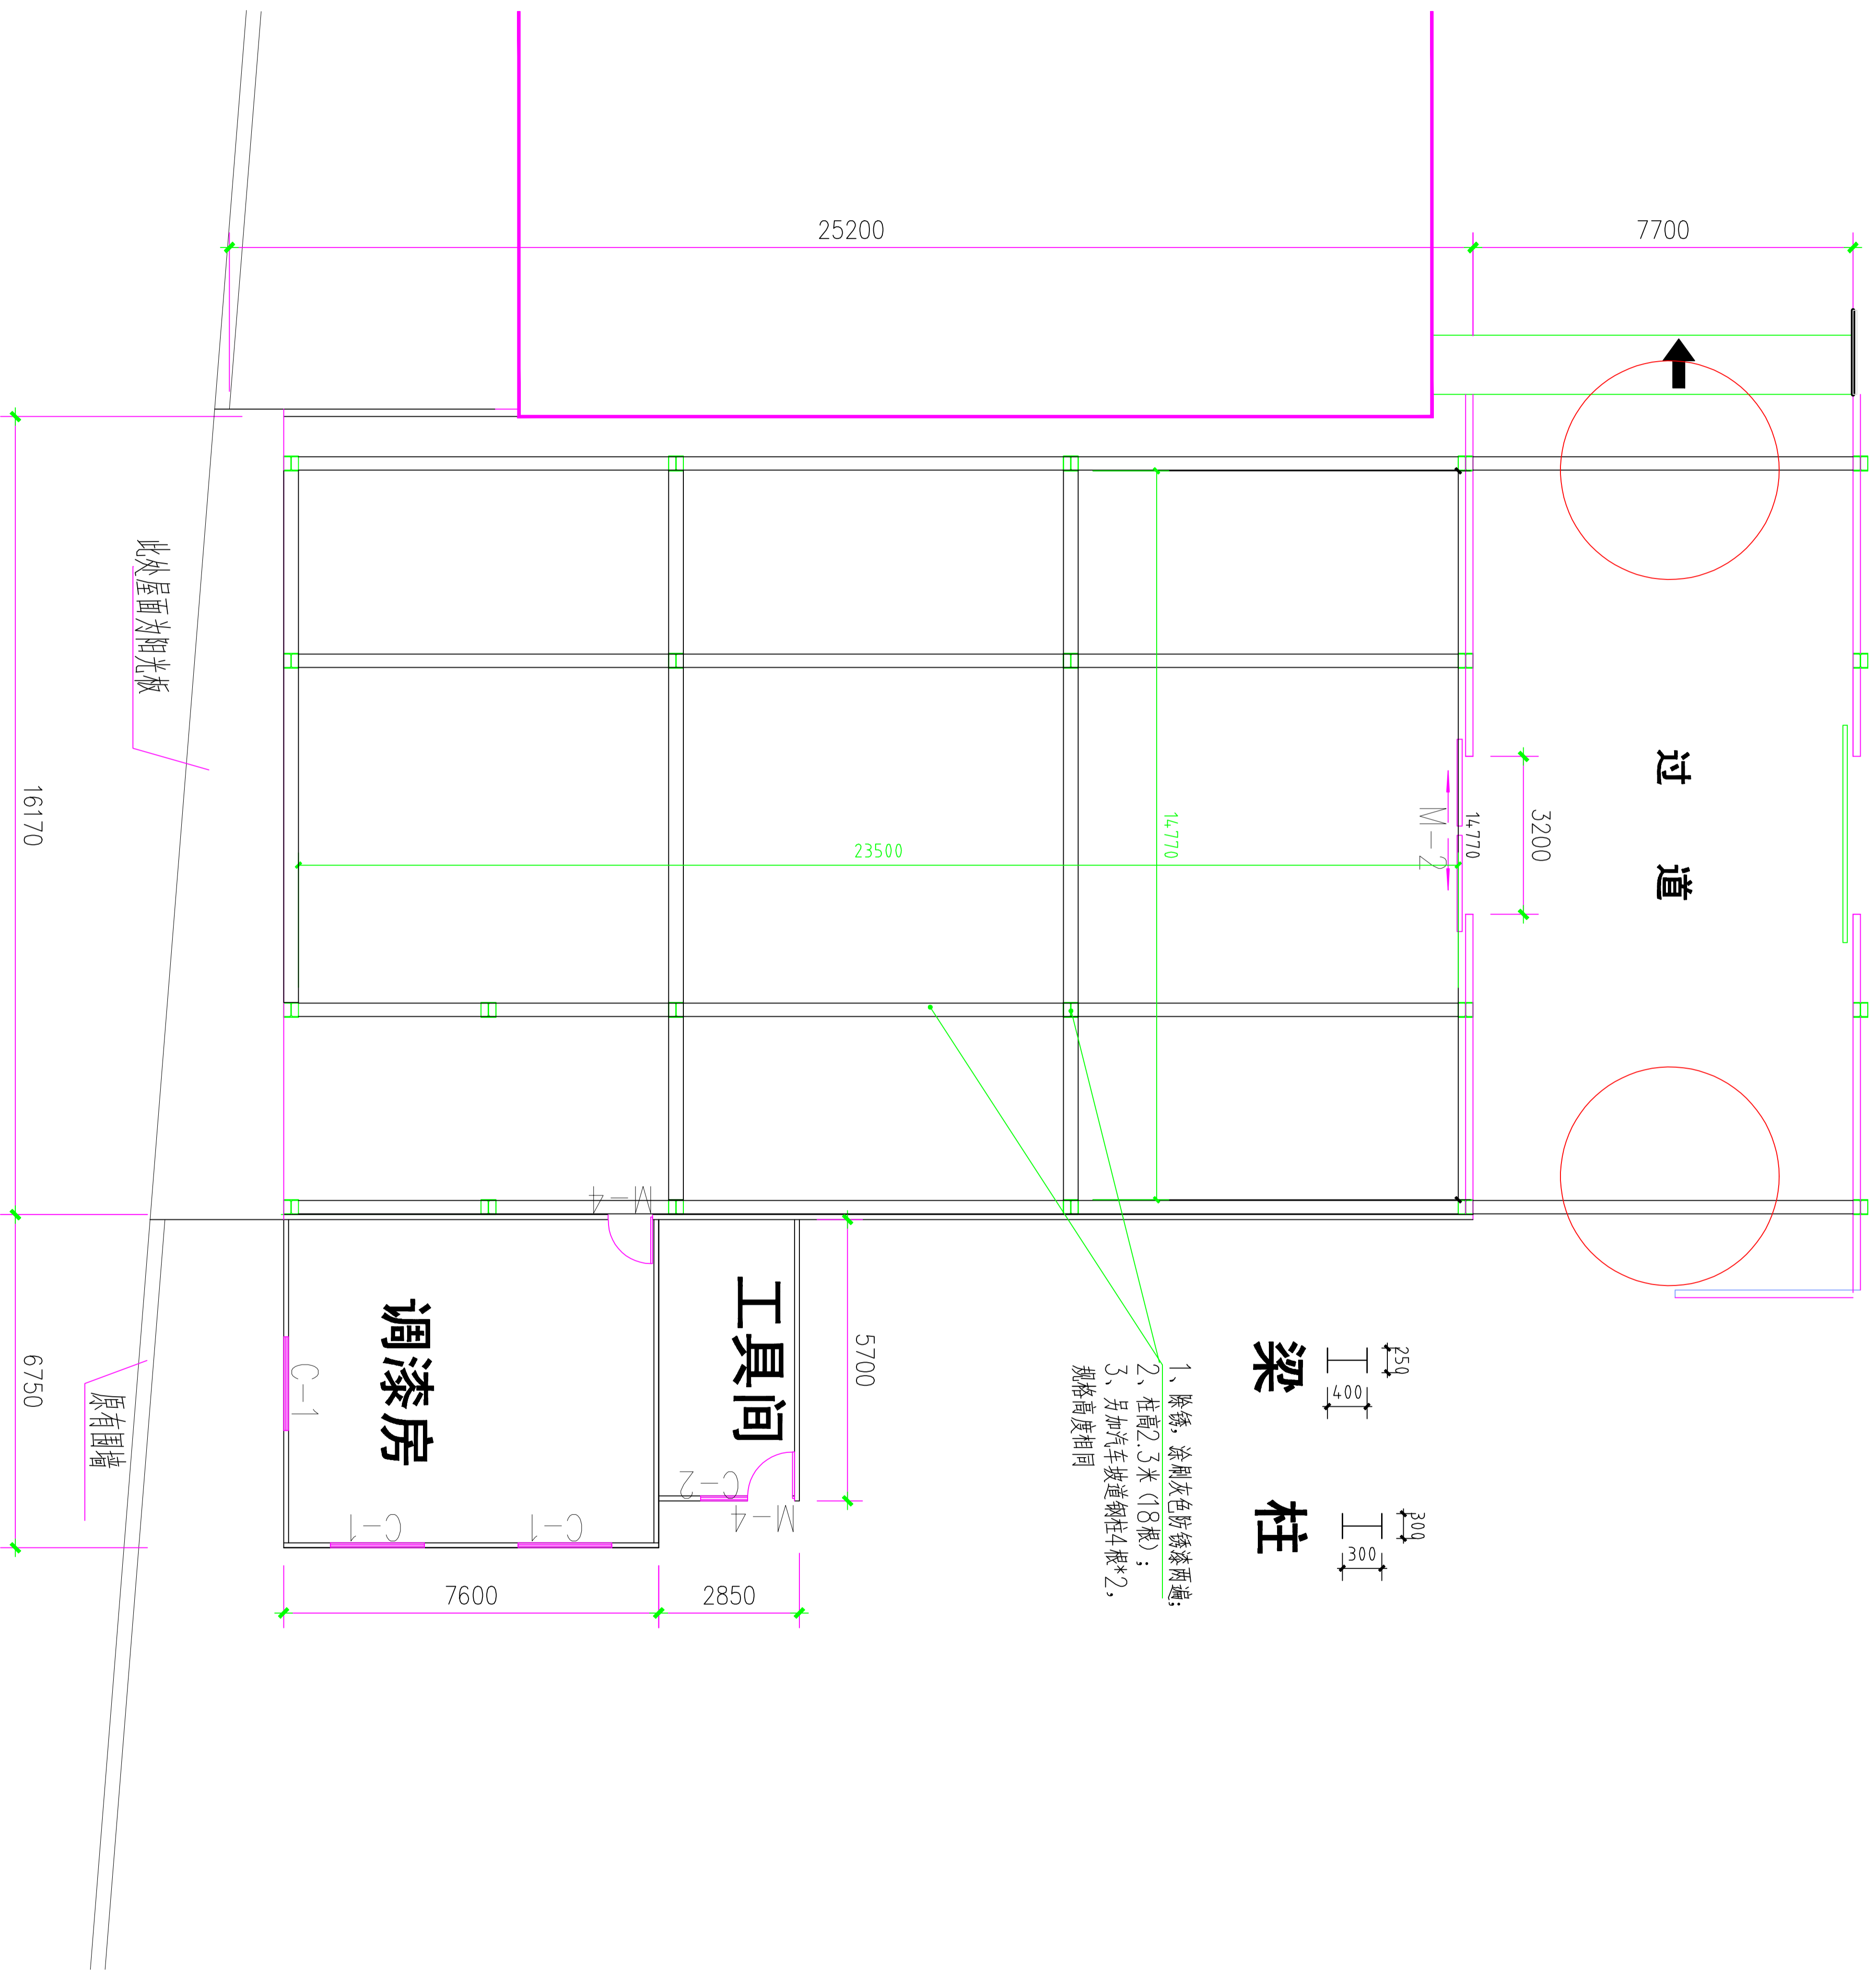 25200
7700
此处屋面为阳光板
16170
23500
14770
M-2
14770
3200
过 道
M-4
调漆房
工具间
5700
C-1
C-1
C-1
C-2
M-4
7600
2850
6750
原有围墙
梁
250
400
柱
300
300
1、除锈，涂刷灰色防锈漆两遍；
2、柱高2.3米（18根）；
3、另加汽车坡道钢柱4根*2，
规格高度相同